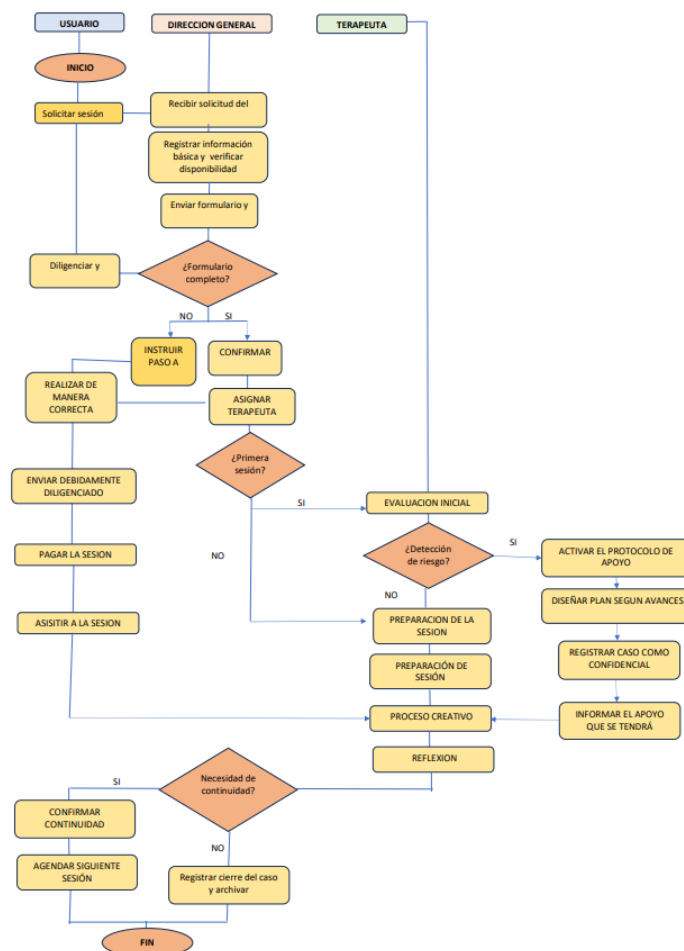 USUARIO
DIRECCION GENERAL
TERAPEUTA
INICIO
Solicitar sesión
Recibir solicitud del
Registrar información
básica y verificar
disponibilidad
Enviar formulario y
Diligenciar y
¿Formulario
completo?
NO
SI
INSTRUIR
PASO A
CONFIRMAR
REALIZAR DE
MANERA
CORRECTA
ASIGNAR
TERAPEUTA
¿Primera
sesión?
ENVIAR DEBIDAMENTE
DILIGENCIADO
SI
EVALUACION INICIAL
NO
¿Detección
de riesgo?
SI
ACTIVAR EL PROTOCOLO DE
APOYO
PAGAR LA SESION
NO
DISEÑAR PLAN SEGUN AVANCES
ASISITIR A LA SESION
PREPARACION DE LA
SESION
REGISTRAR CASO COMO
CONFIDENCIAL
PREPARACIÓN DE
SESIÓN
PROCESO CREATIVO
INFORMAR EL APOYO
QUE SE TENDRÁ
REFLEXION
Necesidad de
continuidad?
SI
CONFIRMAR
CONTINUIDAD
NO
AGENDAR SIGUIENTE
SESIÓN
Registrar cierre del caso
y archivar
FIN